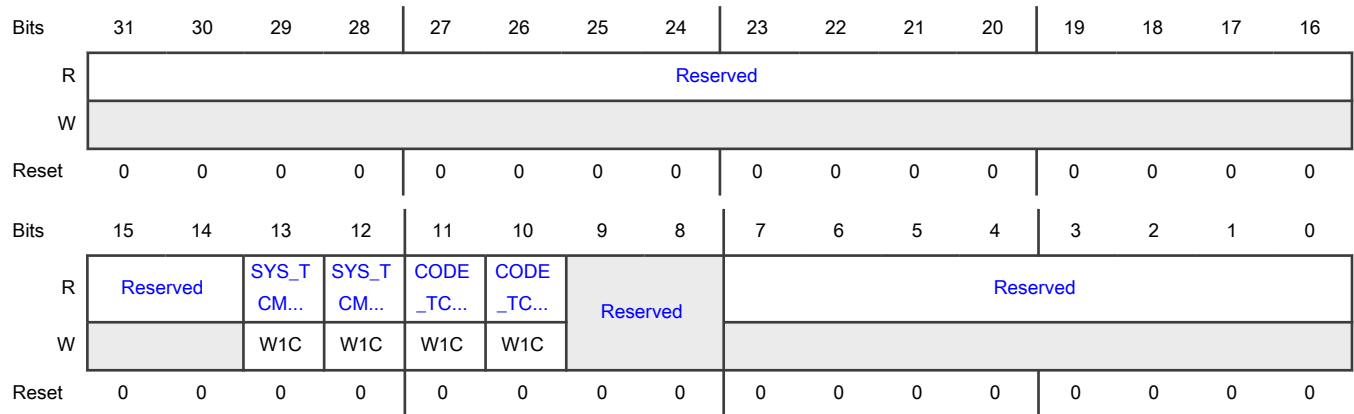 Bits 31 30 29 28 27 26 25 24 23 22 21 20 19 18 17 16
R Reserved
W
Reset 0 0 0 0 0 0 0 0 0 0 0 0 0 0 0 0
Bits 15 14 13 12 11 10 9 8 7 6 5 4 3 2 1 0
R Reserved SYS_T SYS_T CODE CODE Reserved Reserved
CM... CM... _TC... _TC...
W W1C W1C W1C W1C
Reset 0 0 0 0 0 0 0 0 0 0 0 0 0 0 0 0